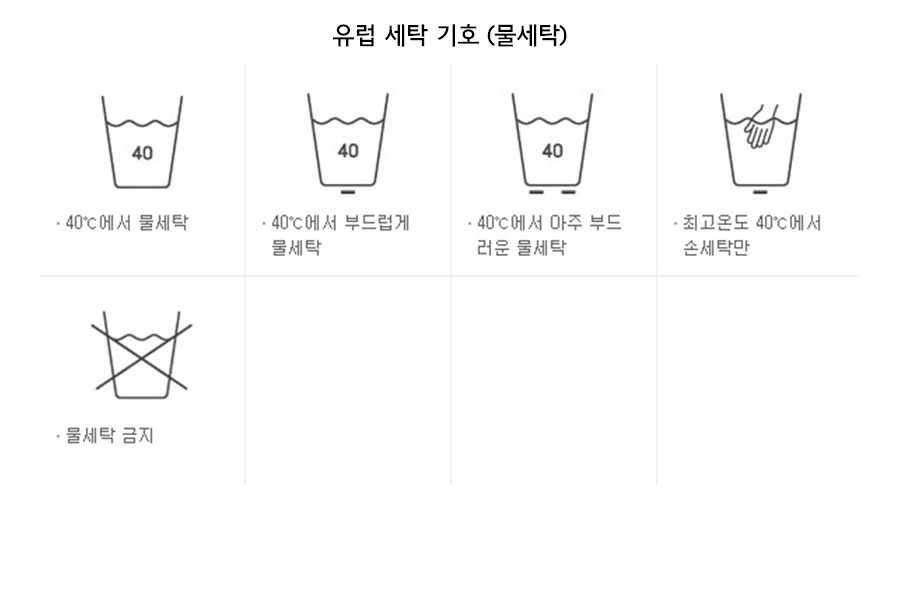 유럽 세탁 기호 (물세탁)
40
40
40
· 40℃에서 물세탁
· 40℃에서 부드럽게
물세탁
· 40℃에서 아주 부드
러운 물세탁
· 최고온도 40℃에서
손세탁만
· 물세탁 금지